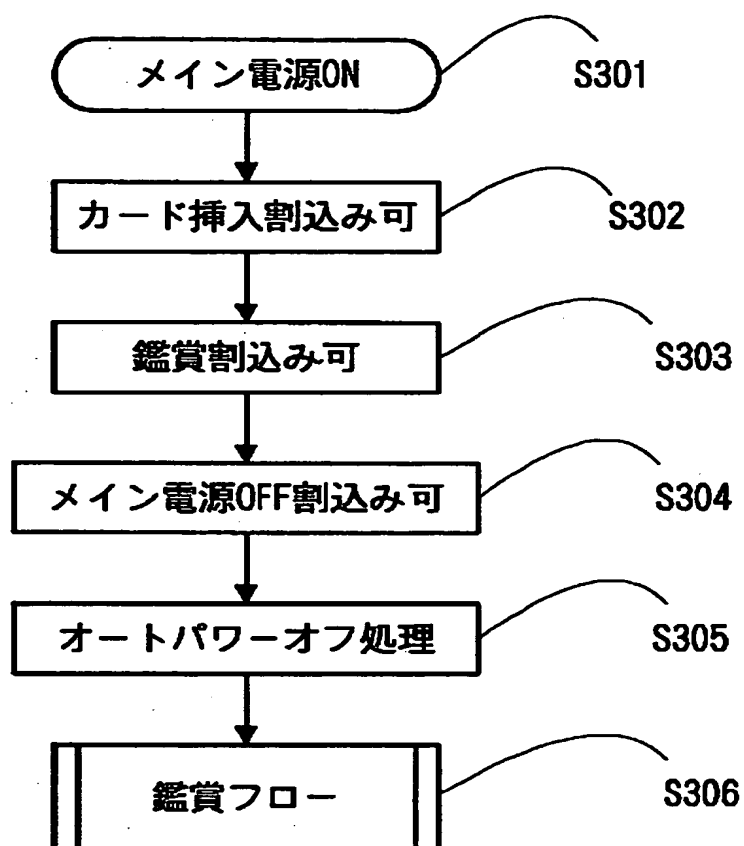 メイン電源ON
S301
カード挿入割込み可
S302
鑑賞割込み可
S303
メイン電源OFF割込み可
S304
オートパワーオフ処理
S305
鑑賞フロー
S306